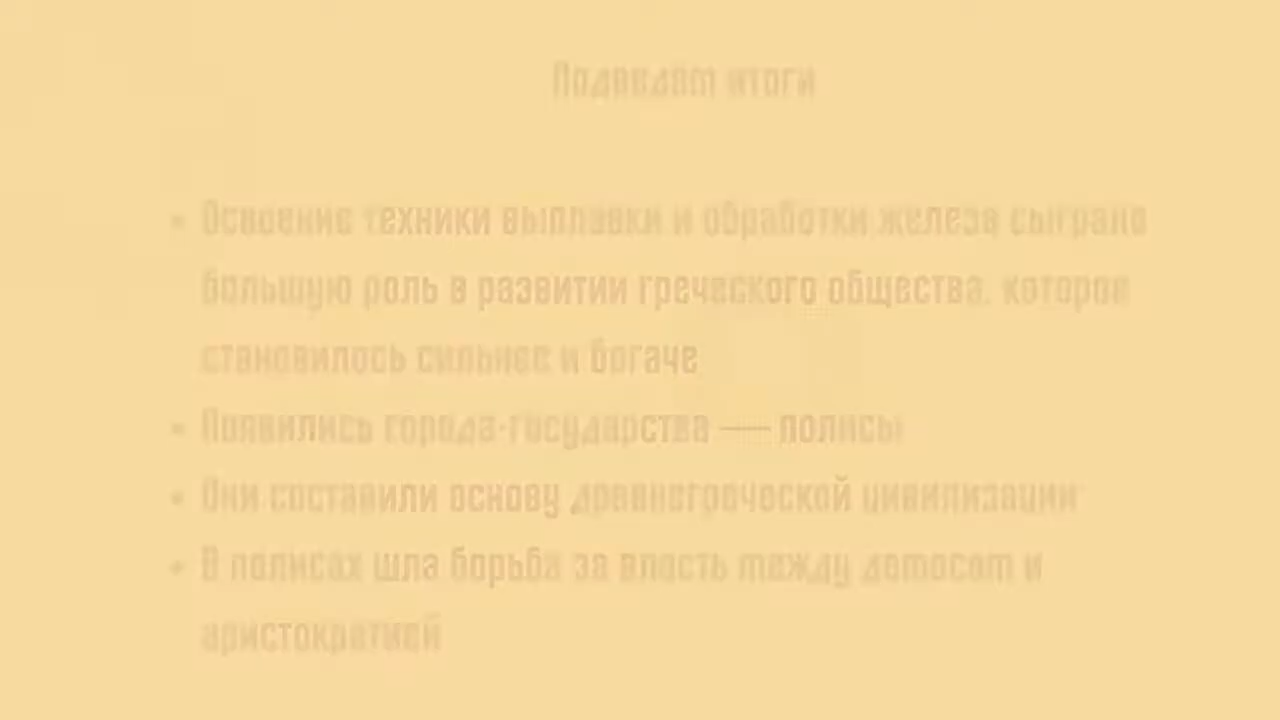 Подведем итоги
Освоение техники выплавки и обработки железа сыграло
большую роль в развитии греческого общества, которое
становилось сильнее и богаче
Появились города-государства — полисы
Они составили основу древнегреческой цивилизации
В полисах шла борьба за власть между демосом и
аристократией